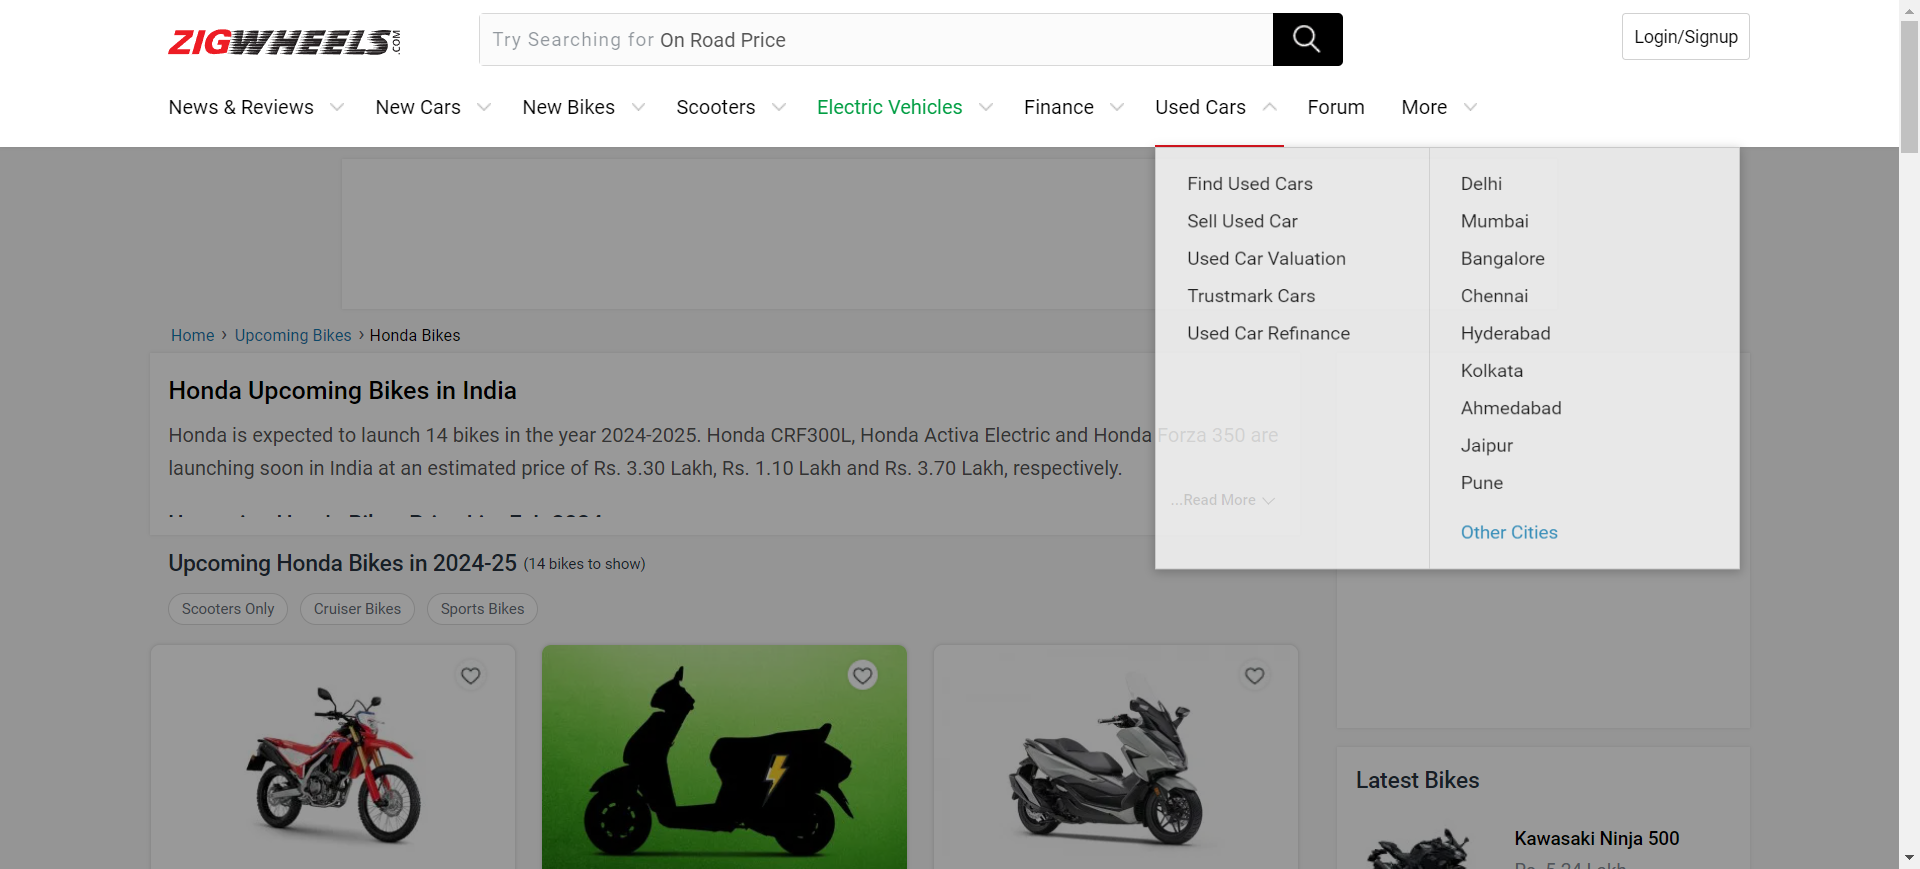 ZIGWHEELS.COM
Try Searching for On Road Price
Login/Signup
News & Reviews
New Cars
New Bikes
Scooters
Electric Vehicles
Finance
Used Cars
Forum
More
Find Used Cars
Sell Used Car
Used Car Valuation
Trustmark Cars
Used Car Refinance
Delhi
Mumbai
Bangalore
Chennai
Hyderabad
Kolkata
Ahmedabad
Jaipur
Pune
Other Cities
Home › Upcoming Bikes › Honda Bikes
Honda Upcoming Bikes in India
Honda is expected to launch 14 bikes in the year 2024-2025. Honda CRF300L, Honda Activa Electric and Honda Forza 350 are
launching soon in India at an estimated price of Rs. 3.30 Lakh, Rs. 1.10 Lakh and Rs. 3.70 Lakh, respectively.
...Read More
Upcoming Honda Bikes in 2024-25 (14 bikes to show)
Scooters Only
Cruiser Bikes
Sports Bikes
Latest Bikes
Kawasaki Ninja 500